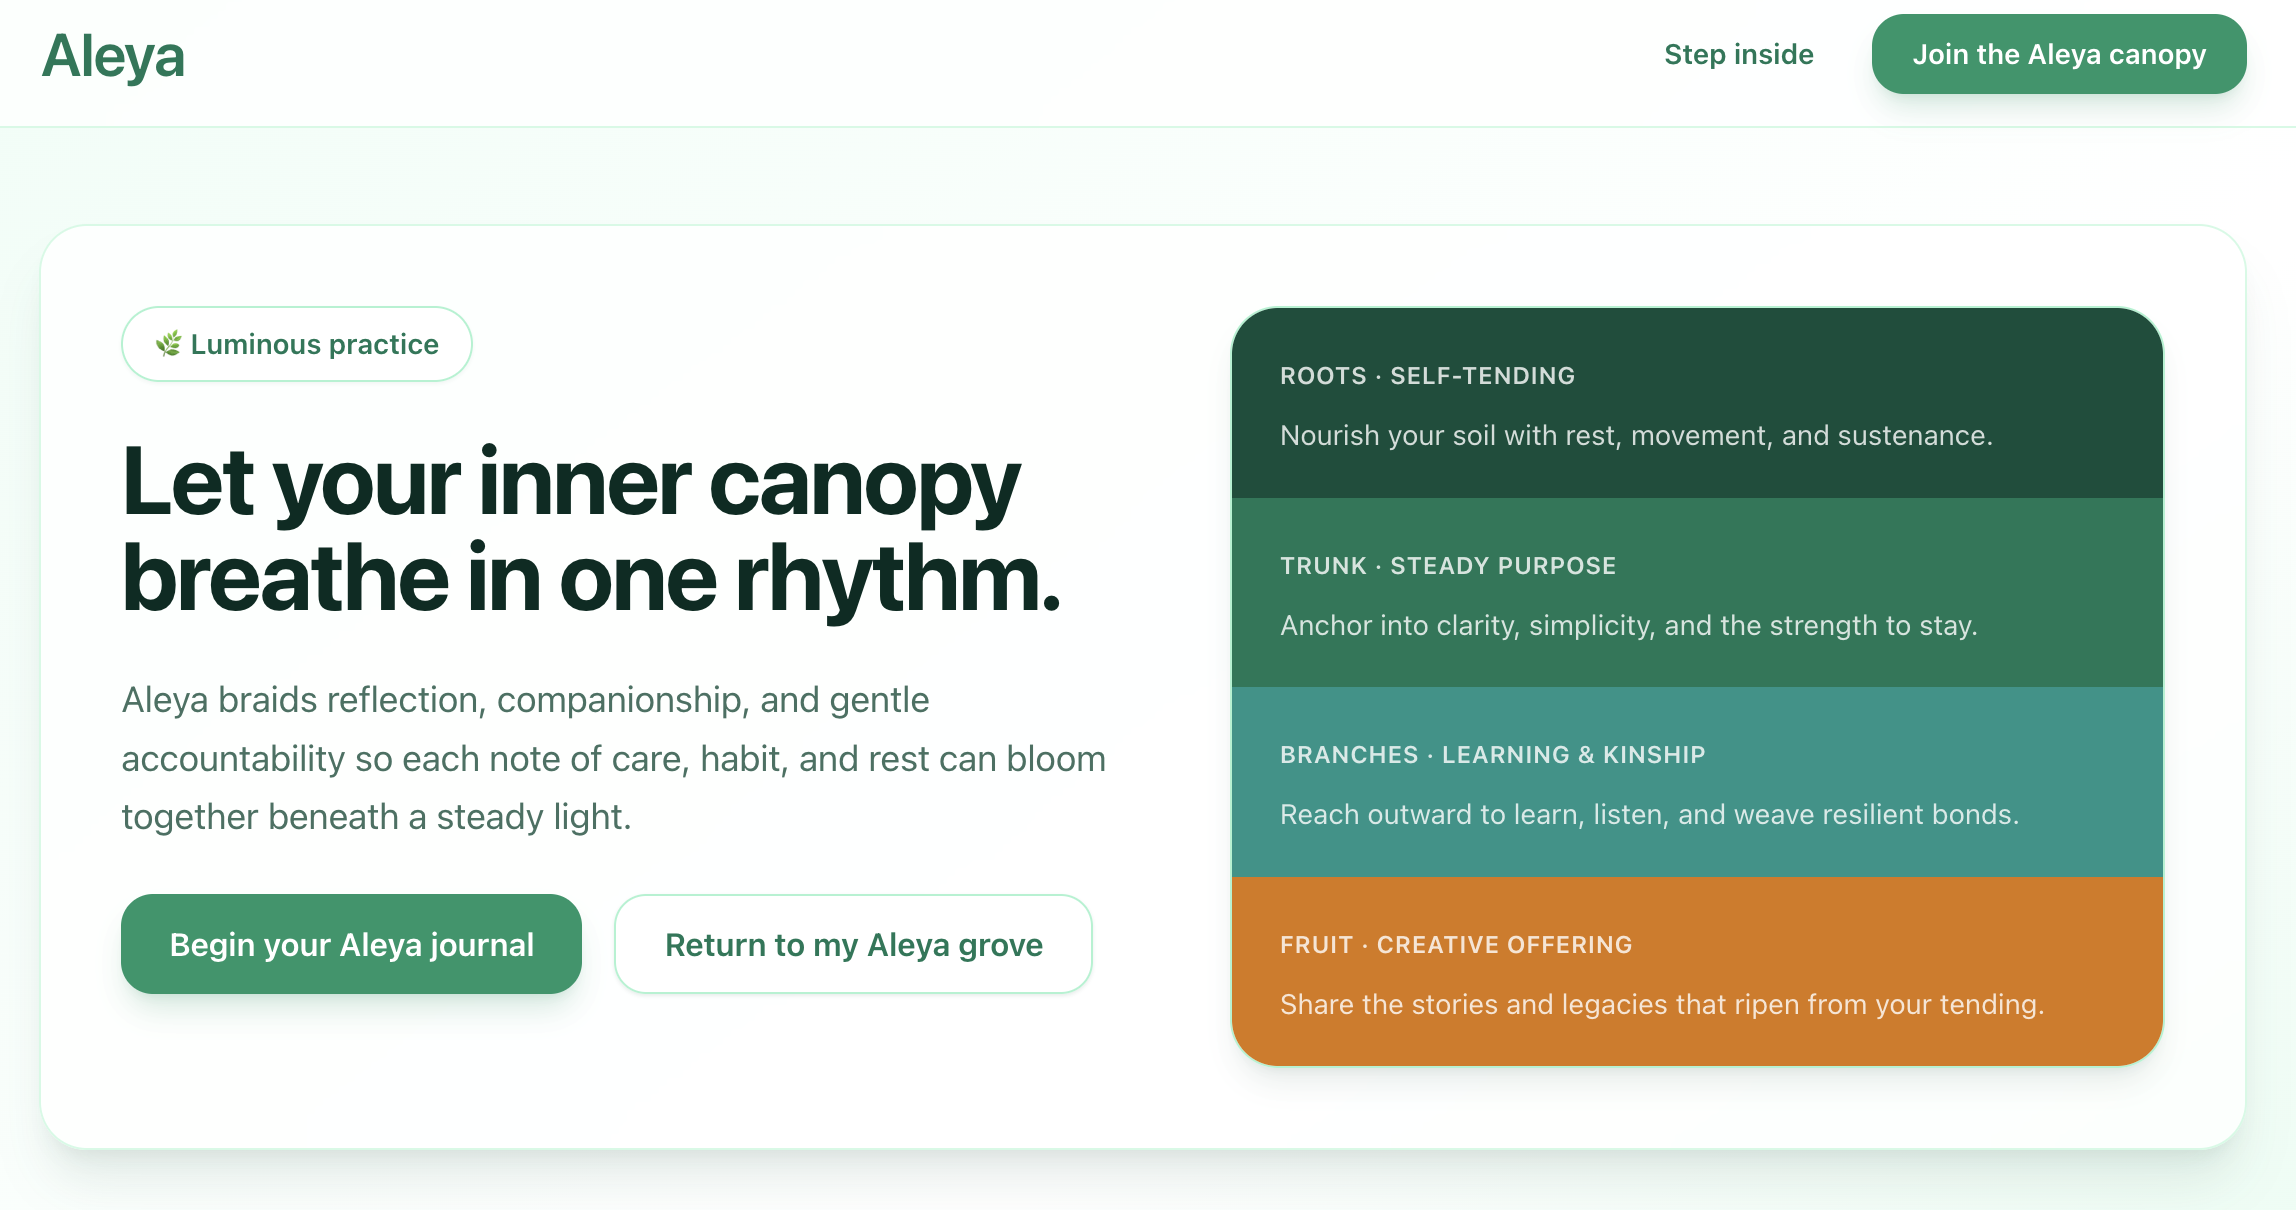 Aleya
Step inside
Join the Aleya canopy
🌿 Luminous practice
Let your inner canopy
breathe in one rhythm.
Aleya braids reflection, companionship, and gentle
accountability so each note of care, habit, and rest can bloom
together beneath a steady light.
Begin your Aleya journal
Return to my Aleya grove
ROOTS · SELF-TENDING
Nourish your soil with rest, movement, and sustenance.
TRUNK · STEADY PURPOSE
Anchor into clarity, simplicity, and the strength to stay.
BRANCHES · LEARNING & KINSHIP
Reach outward to learn, listen, and weave resilient bonds.
FRUIT · CREATIVE OFFERING
Share the stories and legacies that ripen from your tending.